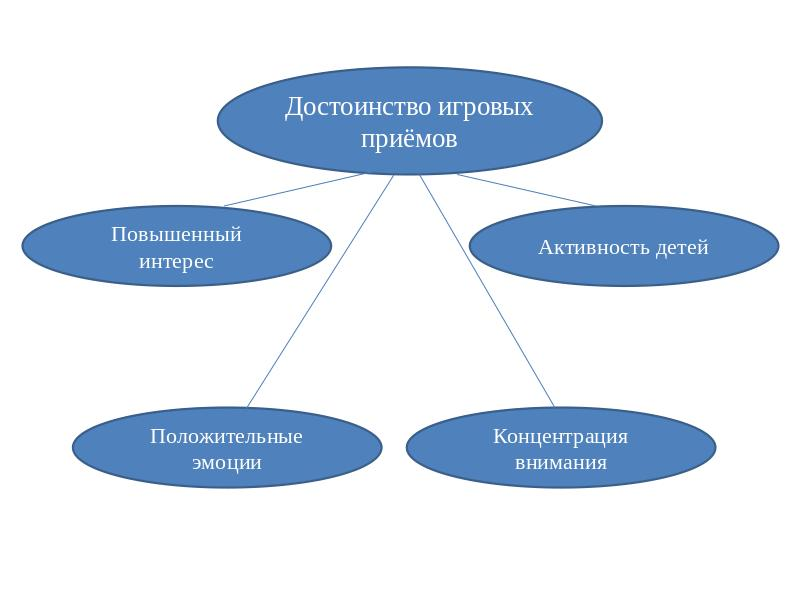 Достоинство игровых
приёмов
Повышенный
интерес
Активность детей
Положительные
эмоции
Концентрация
внимания